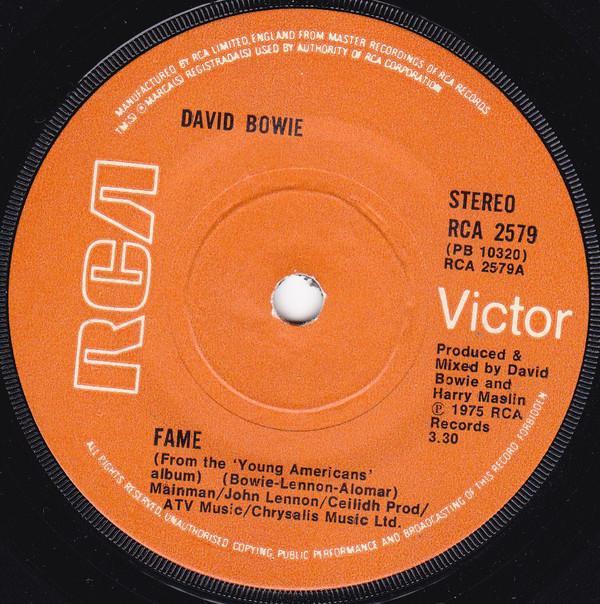 MANUFACTURED BY RCA LIMITED, ENGLAND FROM MASTER RECORDINGS OF RCA RECORDS
TM(S) ® MARCA(S) REGISTRADA(S) USED BY AUTHORITY OF RCA CORPORATION
DAVID BOWIE
RCA
STEREO
RCA 2579
(PB 10320)
RCA 2579A
Victor
Produced &
Mixed by David
Bowie and
Harry Maslin
℗ 1975 RCA
Records
3.30
FAME
(From the 'Young Americans'
album) (Bowie-Lennon-Alomar)
Mainman/John Lennon/Ceilidh Prod/
ATV Music/Chrysalis Music Ltd.
ALL RIGHTS RESERVED, UNAUTHORISED COPYING, PUBLIC PERFORMANCE AND BROADCASTING OF THIS RECORD FORBIDDEN